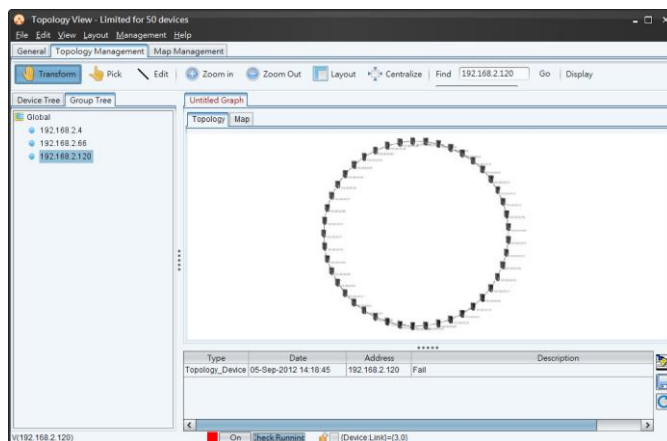 Topology View - Limited for 50 devices
File Edit View Layout Management Help
General Topology Management Map Management
Transform Pick Edit Zoom in Zoom Out Layout Centralize Find 192.168.2.120 Go Display
Device Tree Group Tree
Untitled Graph
Global
192.168.2.4
192.168.2.66
192.168.2.120
Topology Map
Type Date Address Description
Topology_Device 05-Sep-2012 14:18:45 192.168.2.120 Fail
V(192.168.2.120) On Check Running (Device:Link)=(3.0)